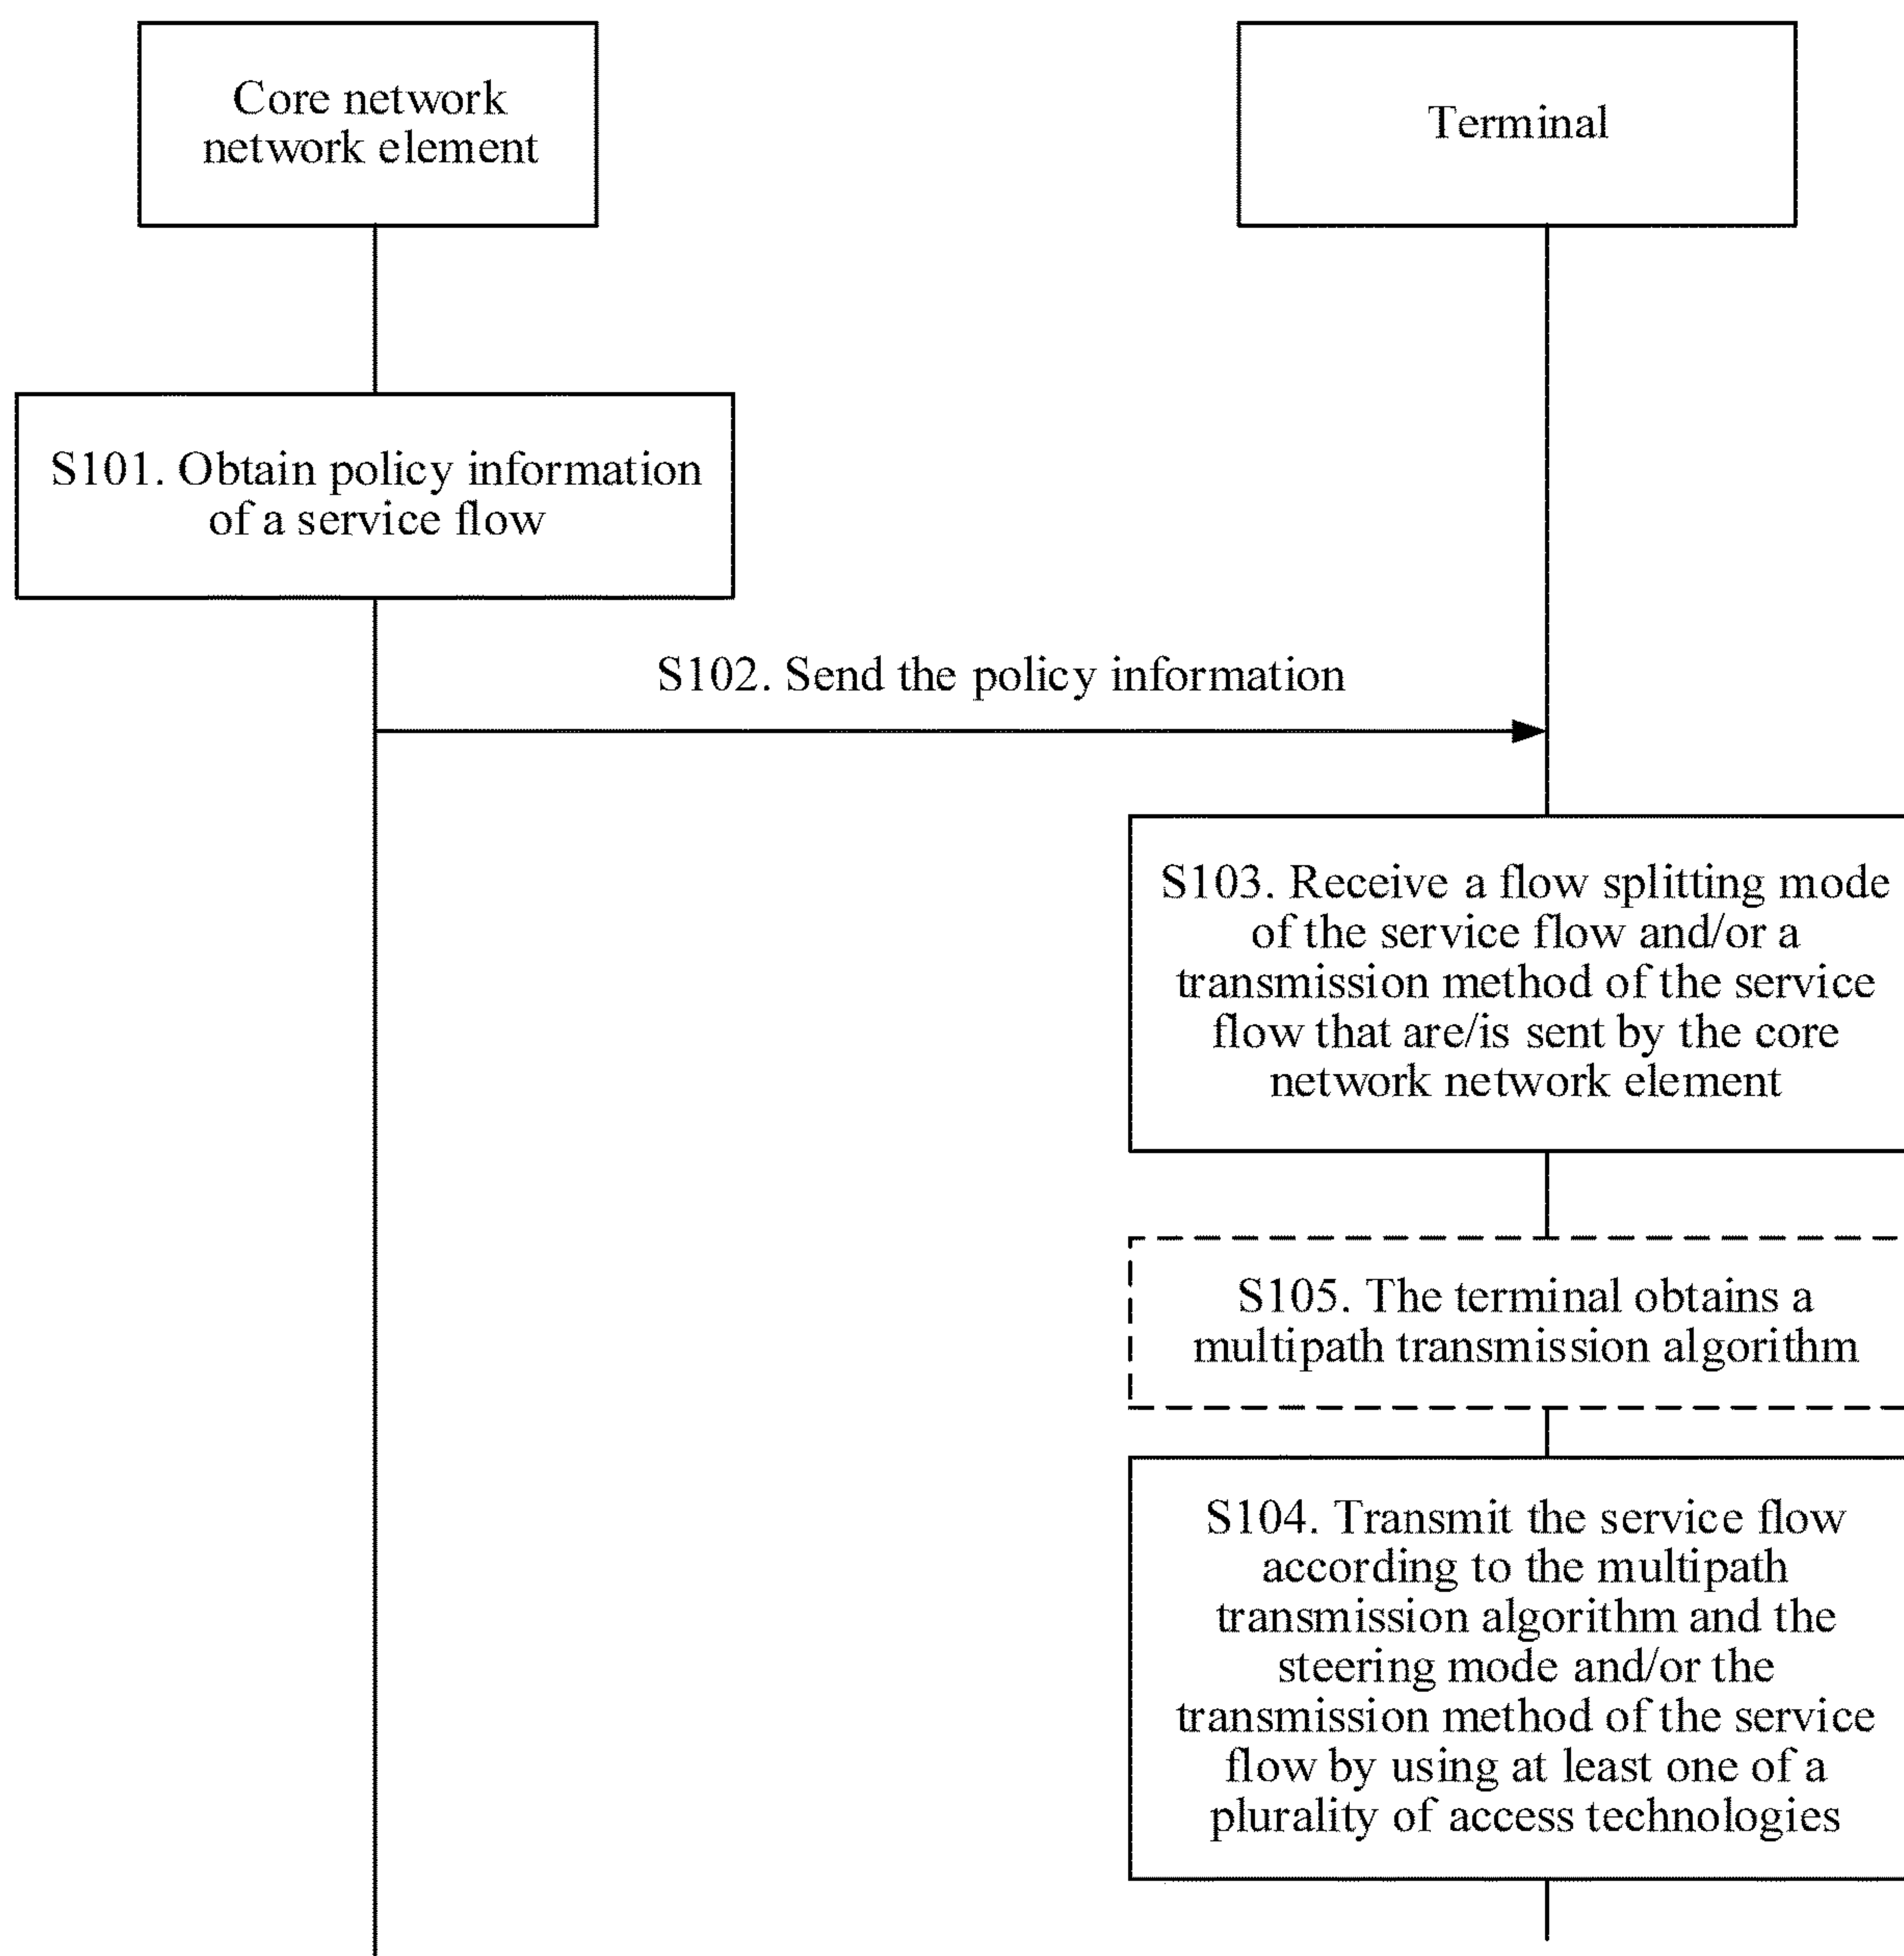 Core network
network element
Terminal
S101. Obtain policy information
of a service flow
S102. Send the policy information
S103. Receive a flow splitting mode
of the service flow and/or a
transmission method of the service
flow that are/is sent by the core
network network element
S105. The terminal obtains a
multipath transmission algorithm
S104. Transmit the service flow
according to the multipath
transmission algorithm and the
steering mode and/or the
transmission method of the service
flow by using at least one of a
plurality of access technologies